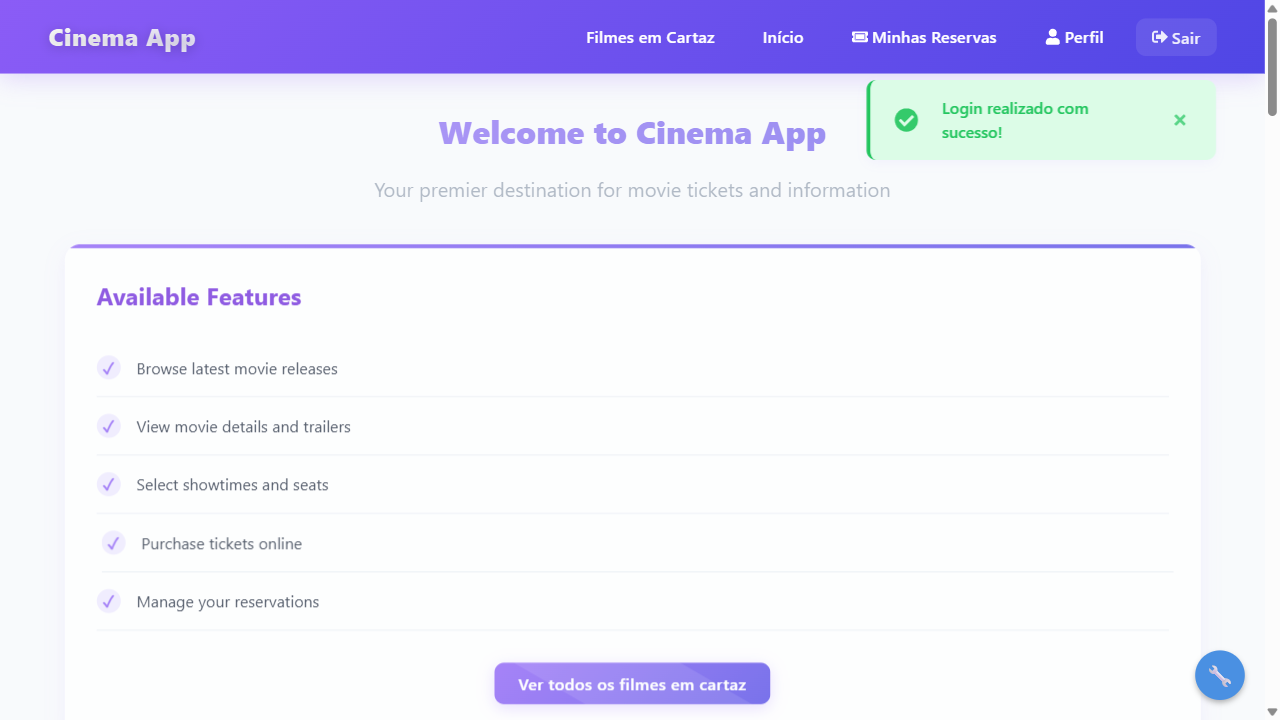 Cinema App
Filmes em Cartaz
Início
Minhas Reservas
Perfil
Sair
Login realizado com
sucesso!
Welcome to Cinema App
Your premier destination for movie tickets and information
Available Features
Browse latest movie releases
View movie details and trailers
Select showtimes and seats
Purchase tickets online
Manage your reservations
Ver todos os filmes em cartaz